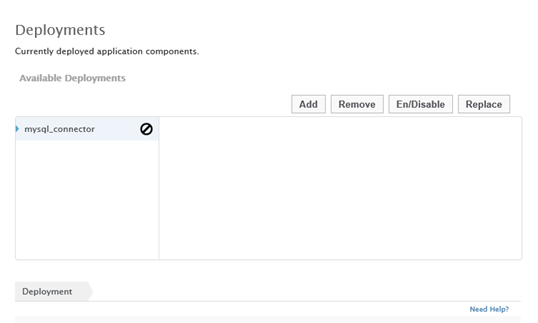 Deployments
Currently deployed application components.
Available Deployments
Add Remove En/Disable Replace
mysql_connector
Deployment
Need Help?